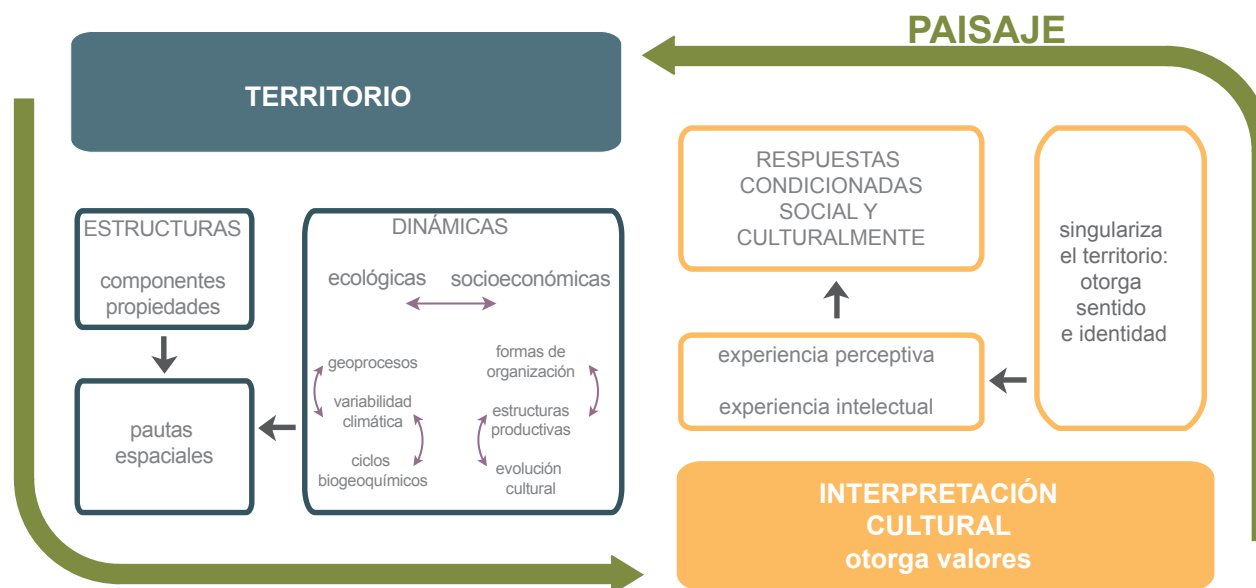 PAISAJE
TERRITORIO
ESTRUCTURAS
componentes
propiedades
pautas
espaciales
DINÁMICAS
ecológicas
socioeconómicas
geoprocesos
variabilidad
climática
ciclos
biogeoquímicos
formas de
organización
estructuras
productivas
evolución
cultural
RESPUESTAS
CONDICIONADAS
SOCIAL Y
CULTURALMENTE
experiencia perceptiva
experiencia intelectual
singulariza
el territorio:
otorga
sentido
e identidad
INTERPRETACIÓN
CULTURAL
otorga valores